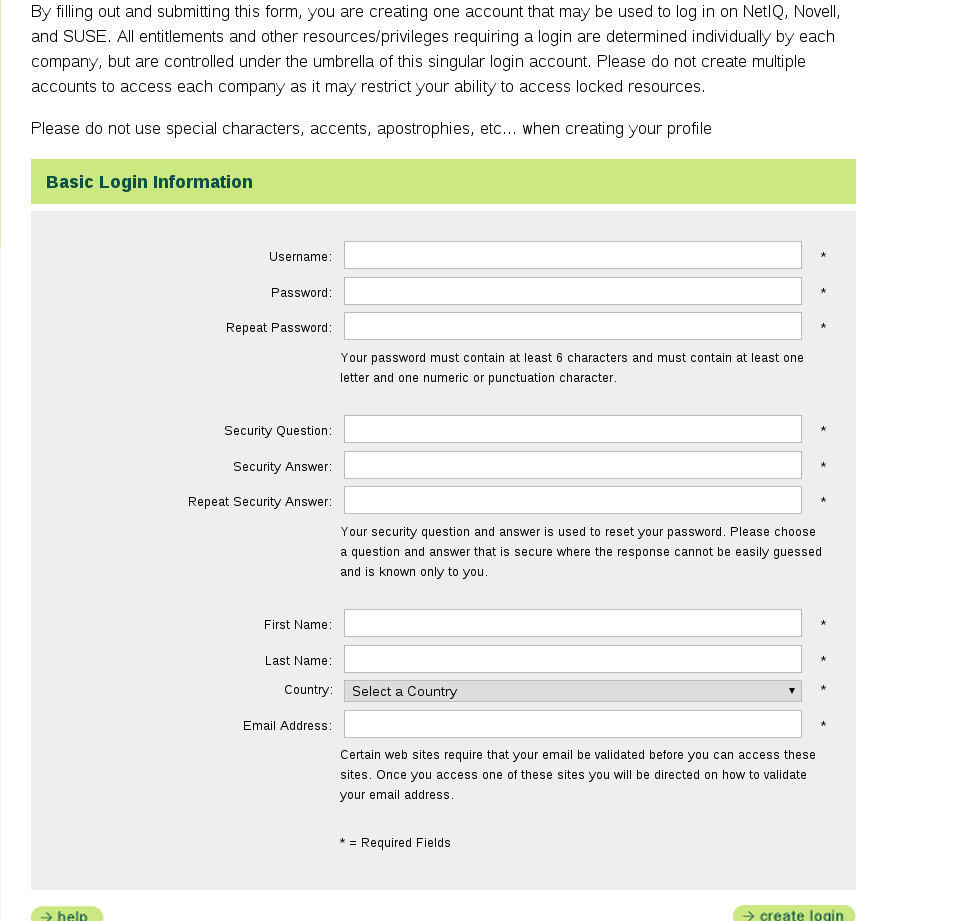 By filling out and submitting this form, you are creating one account that may be used to log in on NetIQ, Novell,
and SUSE. All entitlements and other resources/privileges requiring a login are determined individually by each
company, but are controlled under the umbrella of this singular login account. Please do not create multiple
accounts to access each company as it may restrict your ability to access locked resources.
Please do not use special characters, accents, apostrophies, etc... when creating your profile
Basic Login Information
Username: *
Password: *
Repeat Password: *
Your password must contain at least 6 characters and must contain at least one
letter and one numeric or punctuation character.
Security Question: *
Security Answer: *
Repeat Security Answer: *
Your security question and answer is used to reset your password. Please choose
a question and answer that is secure where the response cannot be easily guessed
and is known only to you.
First Name: *
Last Name: *
Country: Select a Country ▼ *
Email Address: *
Certain web sites require that your email be validated before you can access these
sites. Once you access one of these sites you will be directed on how to validate
your email address.
* = Required Fields
→ help → create login